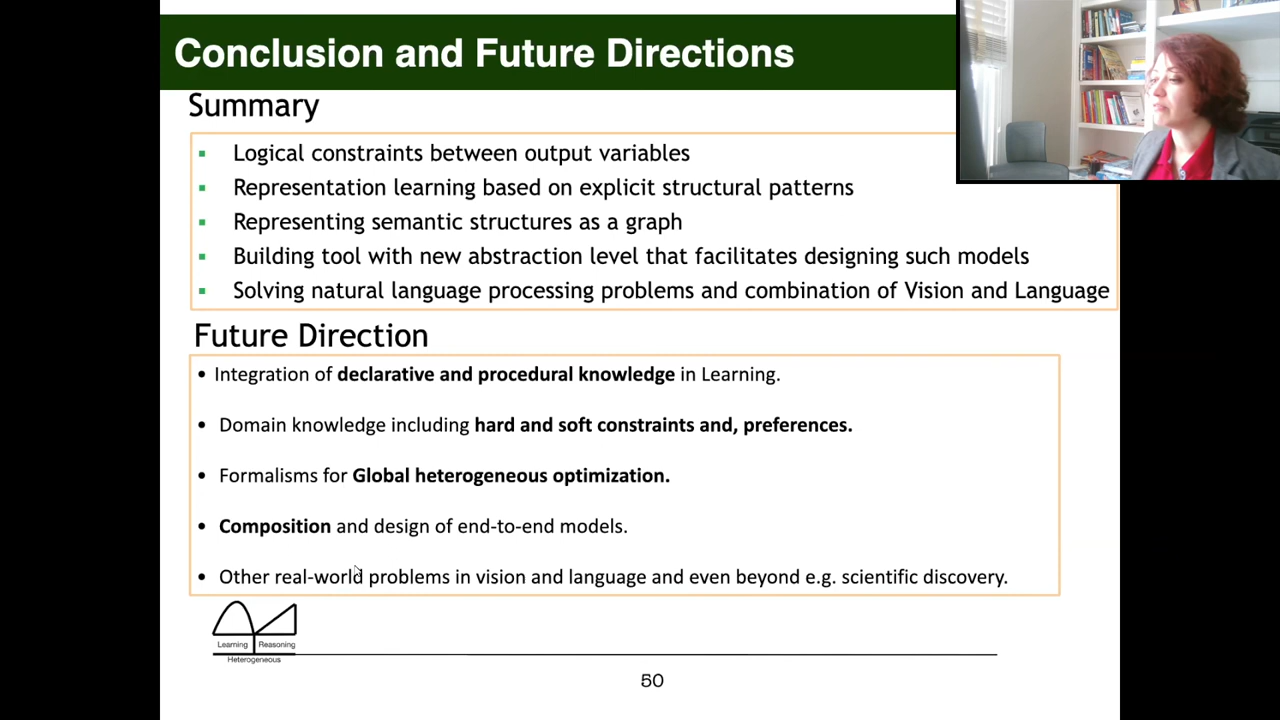 Conclusion and Future Directions
Summary
▪ Logical constraints between output variables
▪ Representation learning based on explicit structural patterns
▪ Representing semantic structures as a graph
▪ Building tool with new abstraction level that facilitates designing such models
▪ Solving natural language processing problems and combination of Vision and Language
Future Direction
• Integration of declarative and procedural knowledge in Learning.
• Domain knowledge including hard and soft constraints and, preferences.
• Formalisms for Global heterogeneous optimization.
• Composition and design of end-to-end models.
• Other real-world problems in vision and language and even beyond e.g. scientific discovery.
Learning Reasoning
Heterogeneous
50